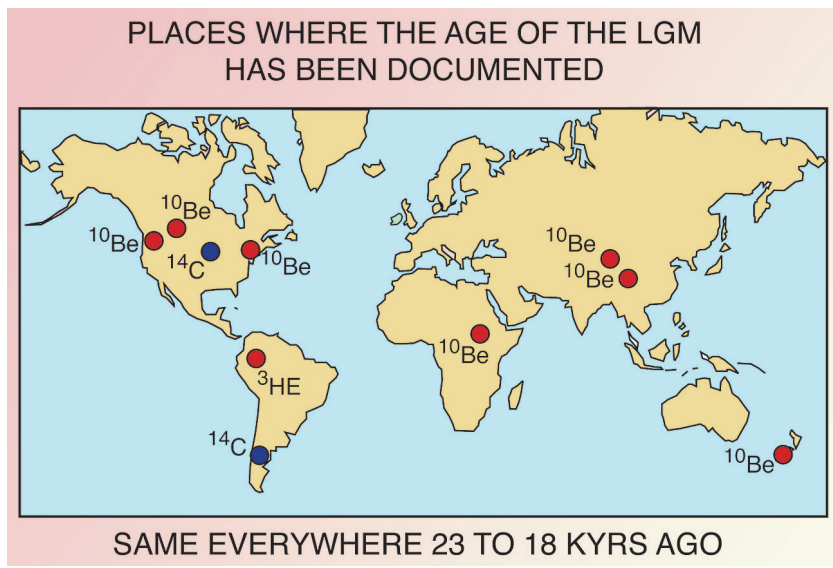 PLACES WHERE THE AGE OF THE LGM
HAS BEEN DOCUMENTED
¹⁰Be
¹⁰Be
¹⁴C
¹⁰Be
¹⁰Be
¹⁰Be
¹⁰Be
³HE
¹⁴C
¹⁰Be
SAME EVERYWHERE 23 TO 18 KYRS AGO